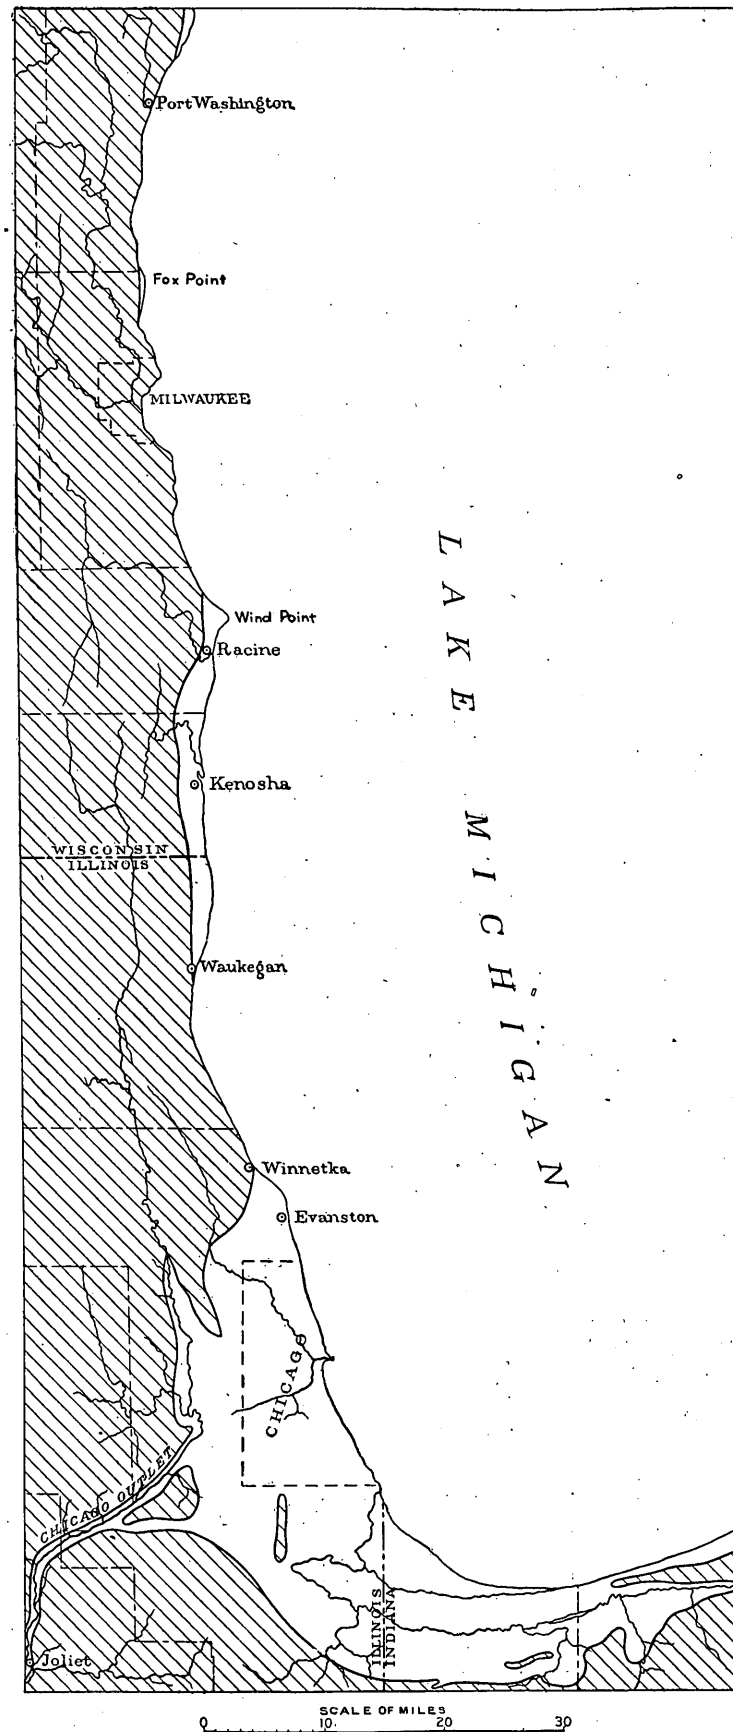 Port Washington
Fox Point
MILWAUKEE
LAKE MICHIGAN
Wind Point
Racine
Kenosha
WISCONSIN
ILLINOIS
Waukegan
Winnetka
Evanston
CHICAGO
CHICAGO OUTLET
ILLINOIS
INDIANA
Joliet
SCALE OF MILES
0 10 20 30